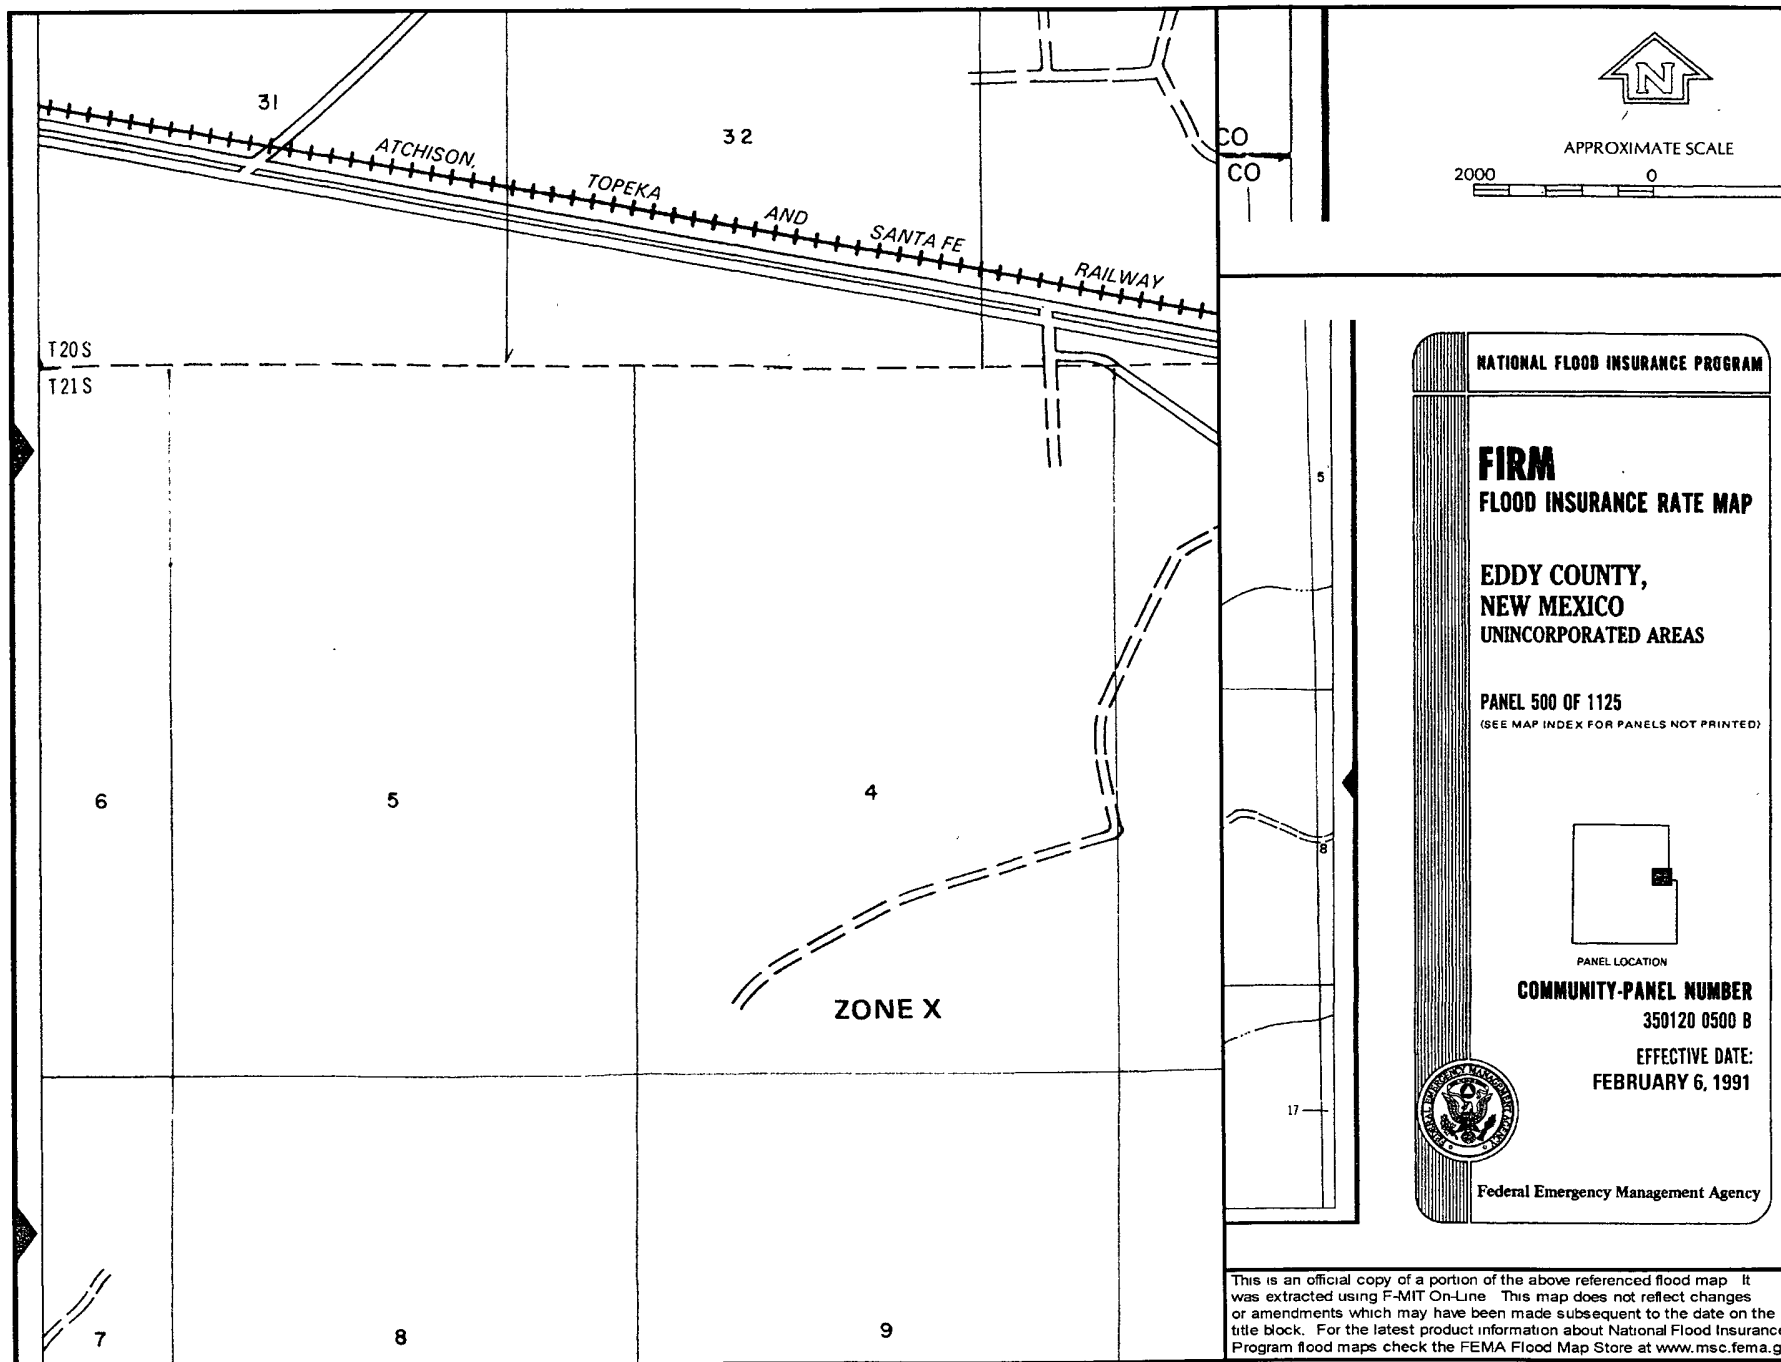 31
32
ATCHISON,
TOPEKA
AND
SANTA FE
RAILWAY
T20S
T21S
6
5
4
ZONE X
7
8
9
CO
CO
5
8
17
N
APPROXIMATE SCALE
2000 0
NATIONAL FLOOD INSURANCE PROGRAM
FIRM
FLOOD INSURANCE RATE MAP
EDDY COUNTY,
NEW MEXICO
UNINCORPORATED AREAS
PANEL 500 OF 1125
(SEE MAP INDEX FOR PANELS NOT PRINTED)
PANEL LOCATION
COMMUNITY-PANEL NUMBER
350120 0500 B
EFFECTIVE DATE:
FEBRUARY 6, 1991
FEDERAL EMERGENCY MANAGEMENT AGENCY
Federal Emergency Management Agency
This is an official copy of a portion of the above referenced flood map It
was extracted using F-MIT On-Line This map does not reflect changes
or amendments which may have been made subsequent to the date on the
title block. For the latest product information about National Flood Insurance
Program flood maps check the FEMA Flood Map Store at www.msc.fema.g